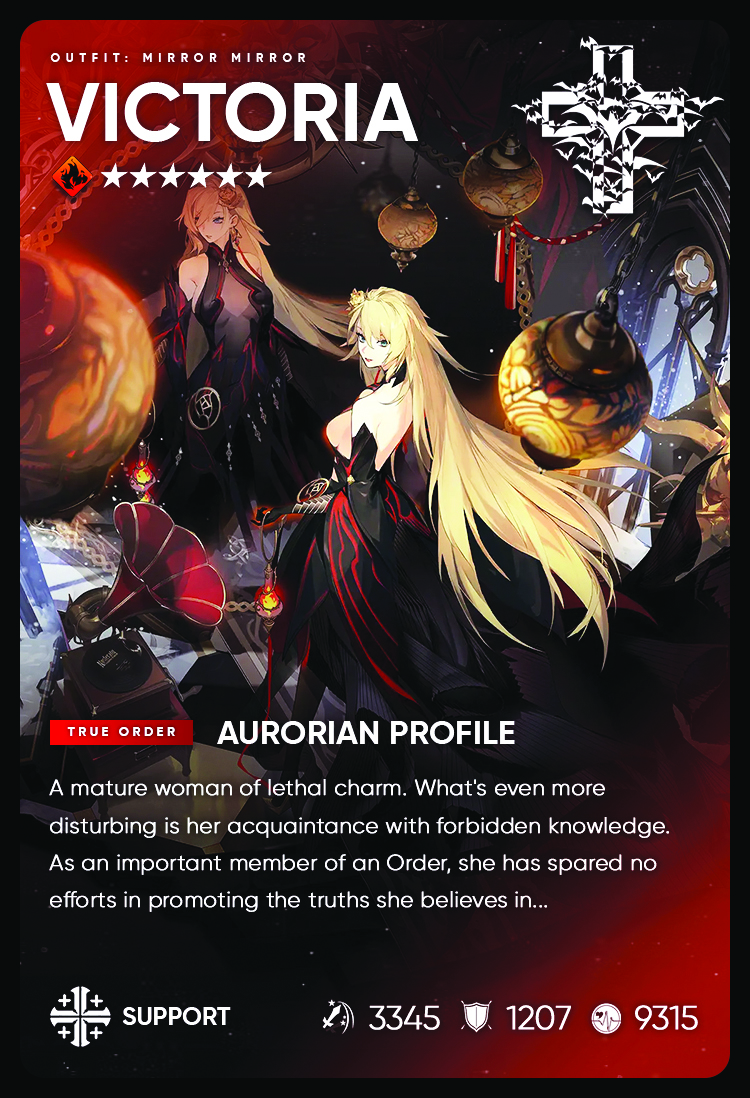 OUTFIT: MIRROR MIRROR
VICTORIA
TRUE ORDER
AURORIAN PROFILE
A mature woman of lethal charm. What's even more
disturbing is her acquaintance with forbidden knowledge.
As an important member of an Order, she has spared no
efforts in promoting the truths she believes in...
SUPPORT
3345
1207
9315